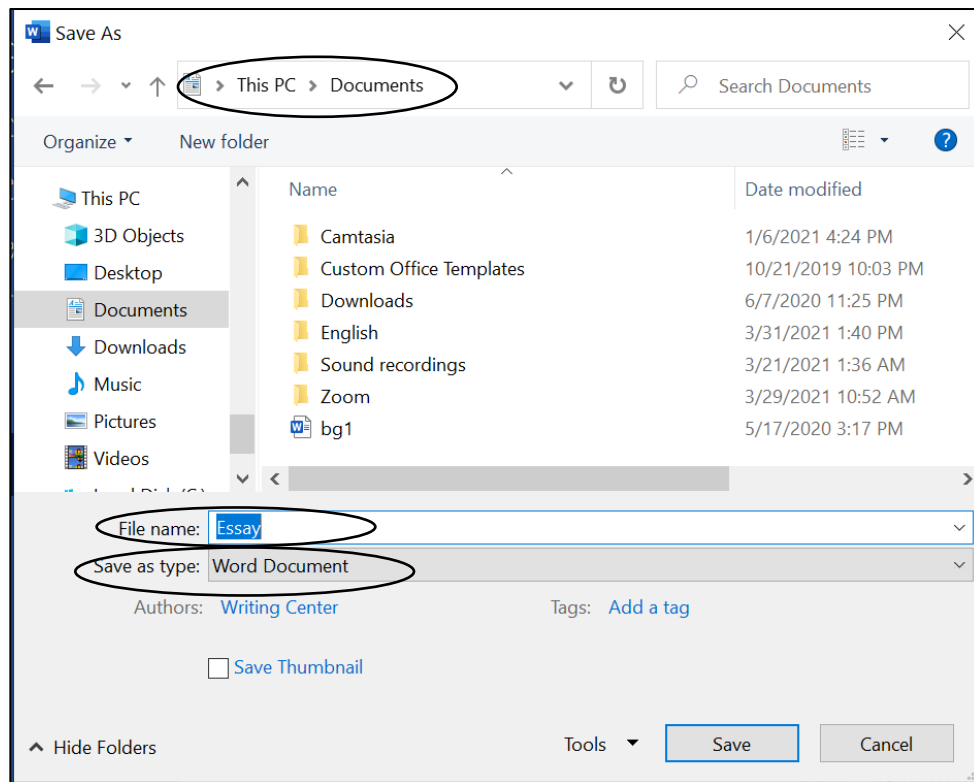 Save As
This PC > Documents
Search Documents
Organize
New folder
?
Name
Date modified
This PC
3D Objects
Desktop
Documents
Downloads
Music
Pictures
Videos
Camtasia 1/6/2021 4:24 PM
Custom Office Templates 10/21/2019 10:03 PM
Downloads 6/7/2020 11:25 PM
English 3/31/2021 1:40 PM
Sound recordings 3/21/2021 1:36 AM
Zoom 3/29/2021 10:52 AM
bg1 5/17/2020 3:17 PM
File name: Essay
Save as type: Word Document
Authors: Writing Center
Tags: Add a tag
Save Thumbnail
Hide Folders
Tools
Save
Cancel